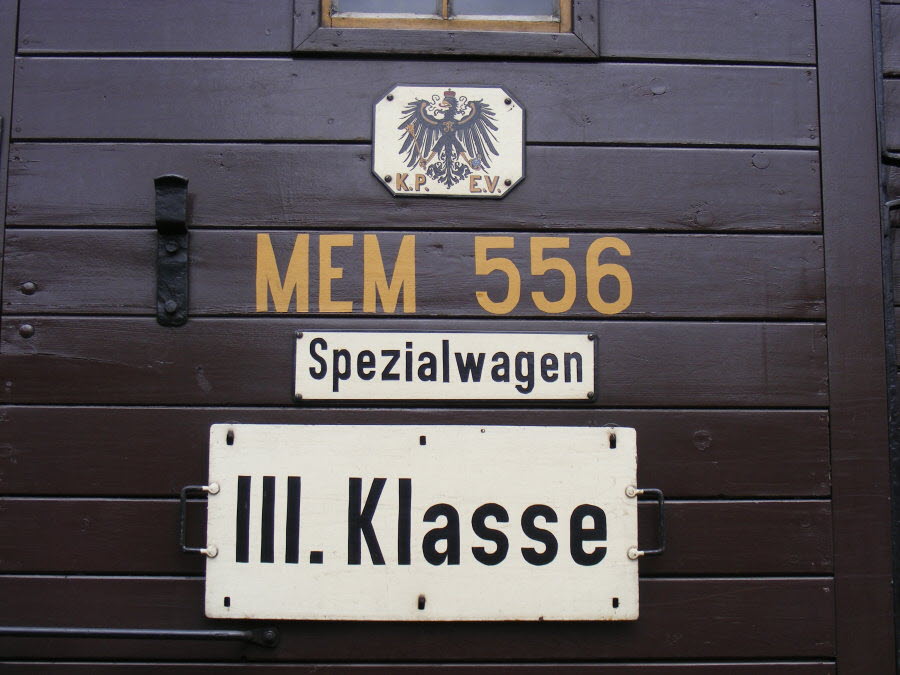 K.P. E.V.
MEM 556
Spezialwagen
III. Klasse